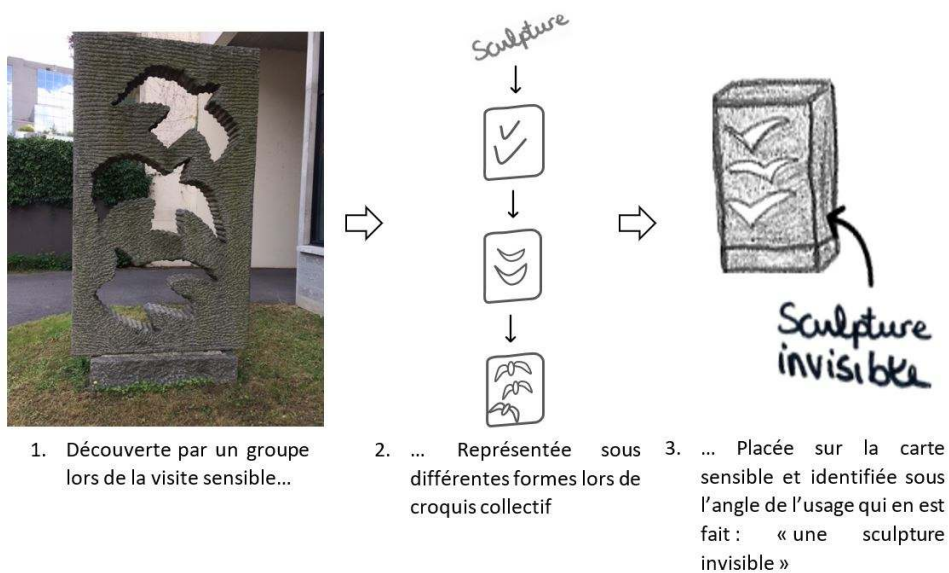 Sculpture
Sculpture
invisible
1. Découverte par un groupe
lors de la visite sensible...
2. ... Représentée sous
différentes formes lors de
croquis collectif
3. ... Placée sur la carte
sensible et identifiée sous
l'angle de l'usage qui en est
fait : « une sculpture
invisible »